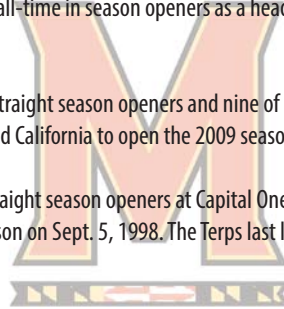 all-time in season openers as a head
traight season openers and nine of
d California to open the 2009 seaso
aight season openers at Capital One
son on Sept. 5, 1998. The Terps last l